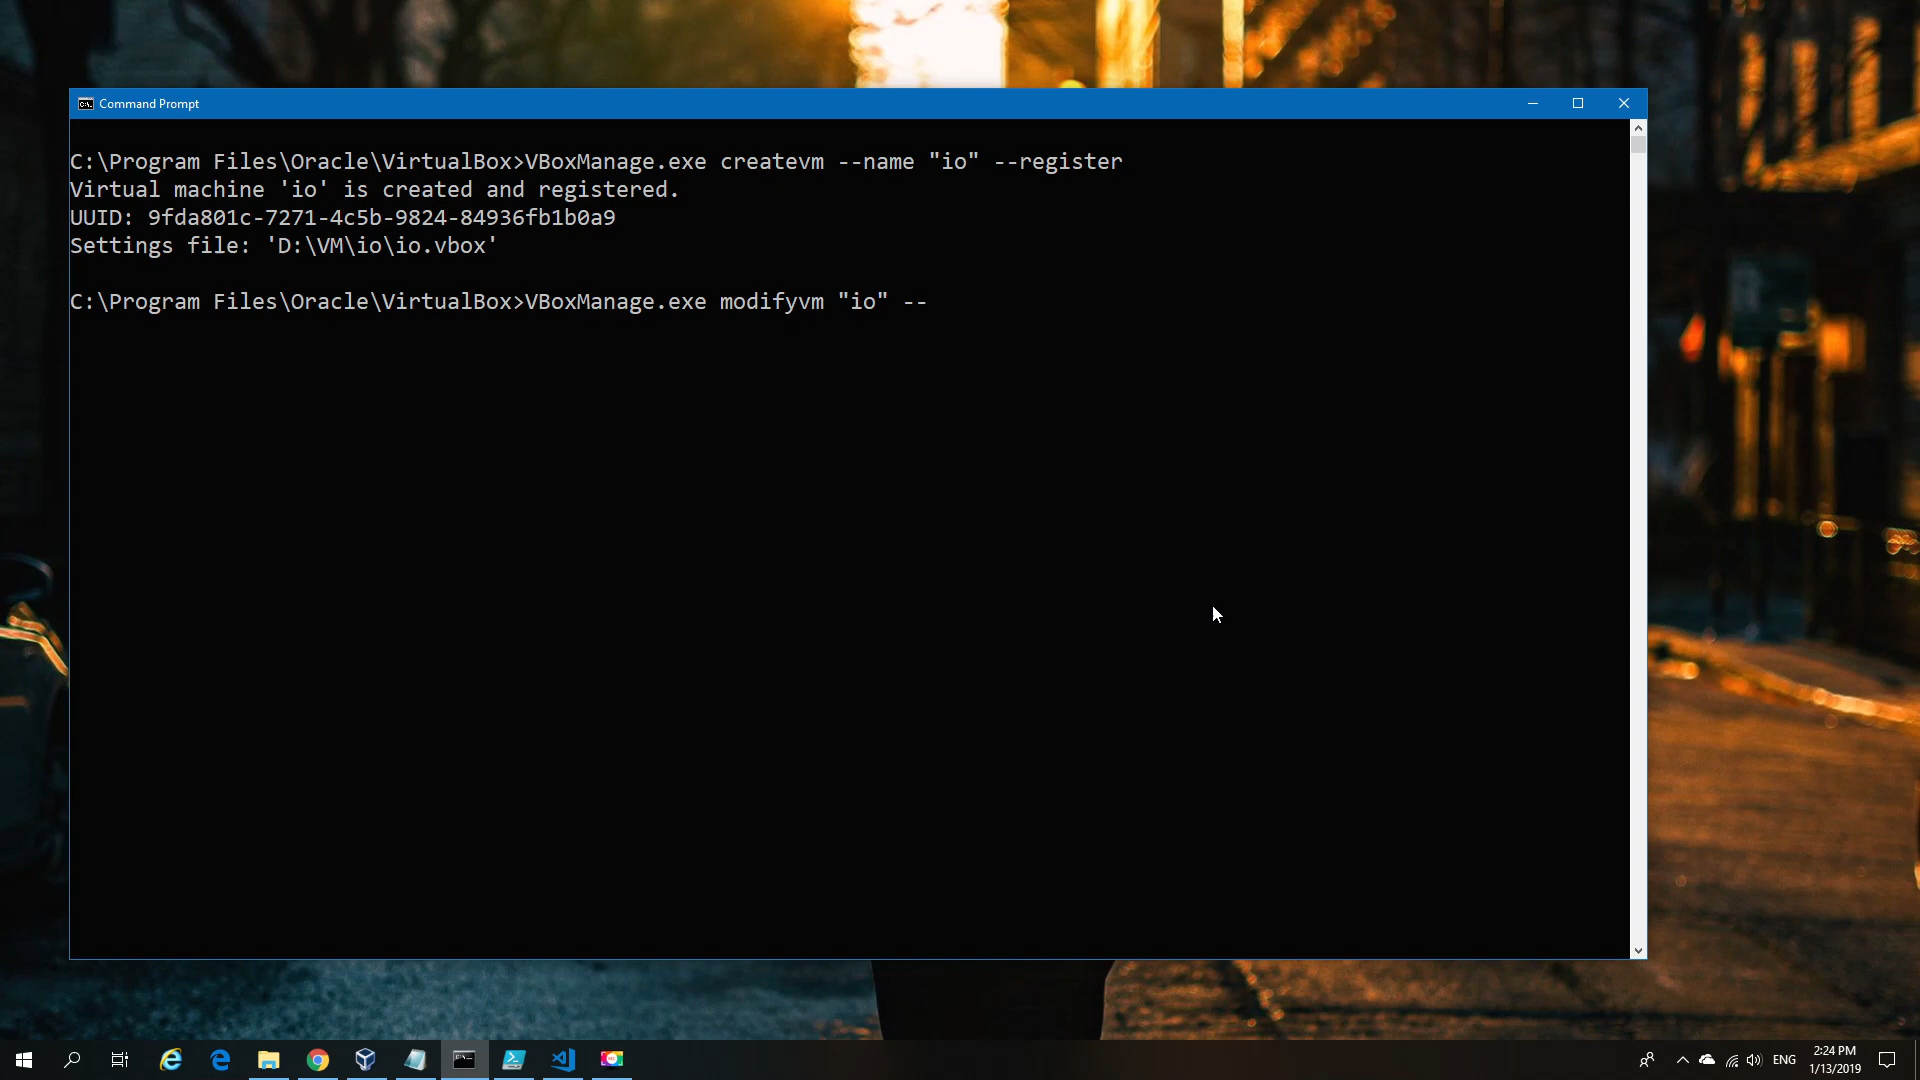 Command Prompt
C:\Program Files\Oracle\VirtualBox>VBoxManage.exe createvm --name "io" --register
Virtual machine 'io' is created and registered.
UUID: 9fda801c-7271-4c5b-9824-84936fb1b0a9
Settings file: 'D:\VM\io\io.vbox'
C:\Program Files\Oracle\VirtualBox>VBoxManage.exe modifyvm "io" --
ENG
2:24 PM
1/13/2019